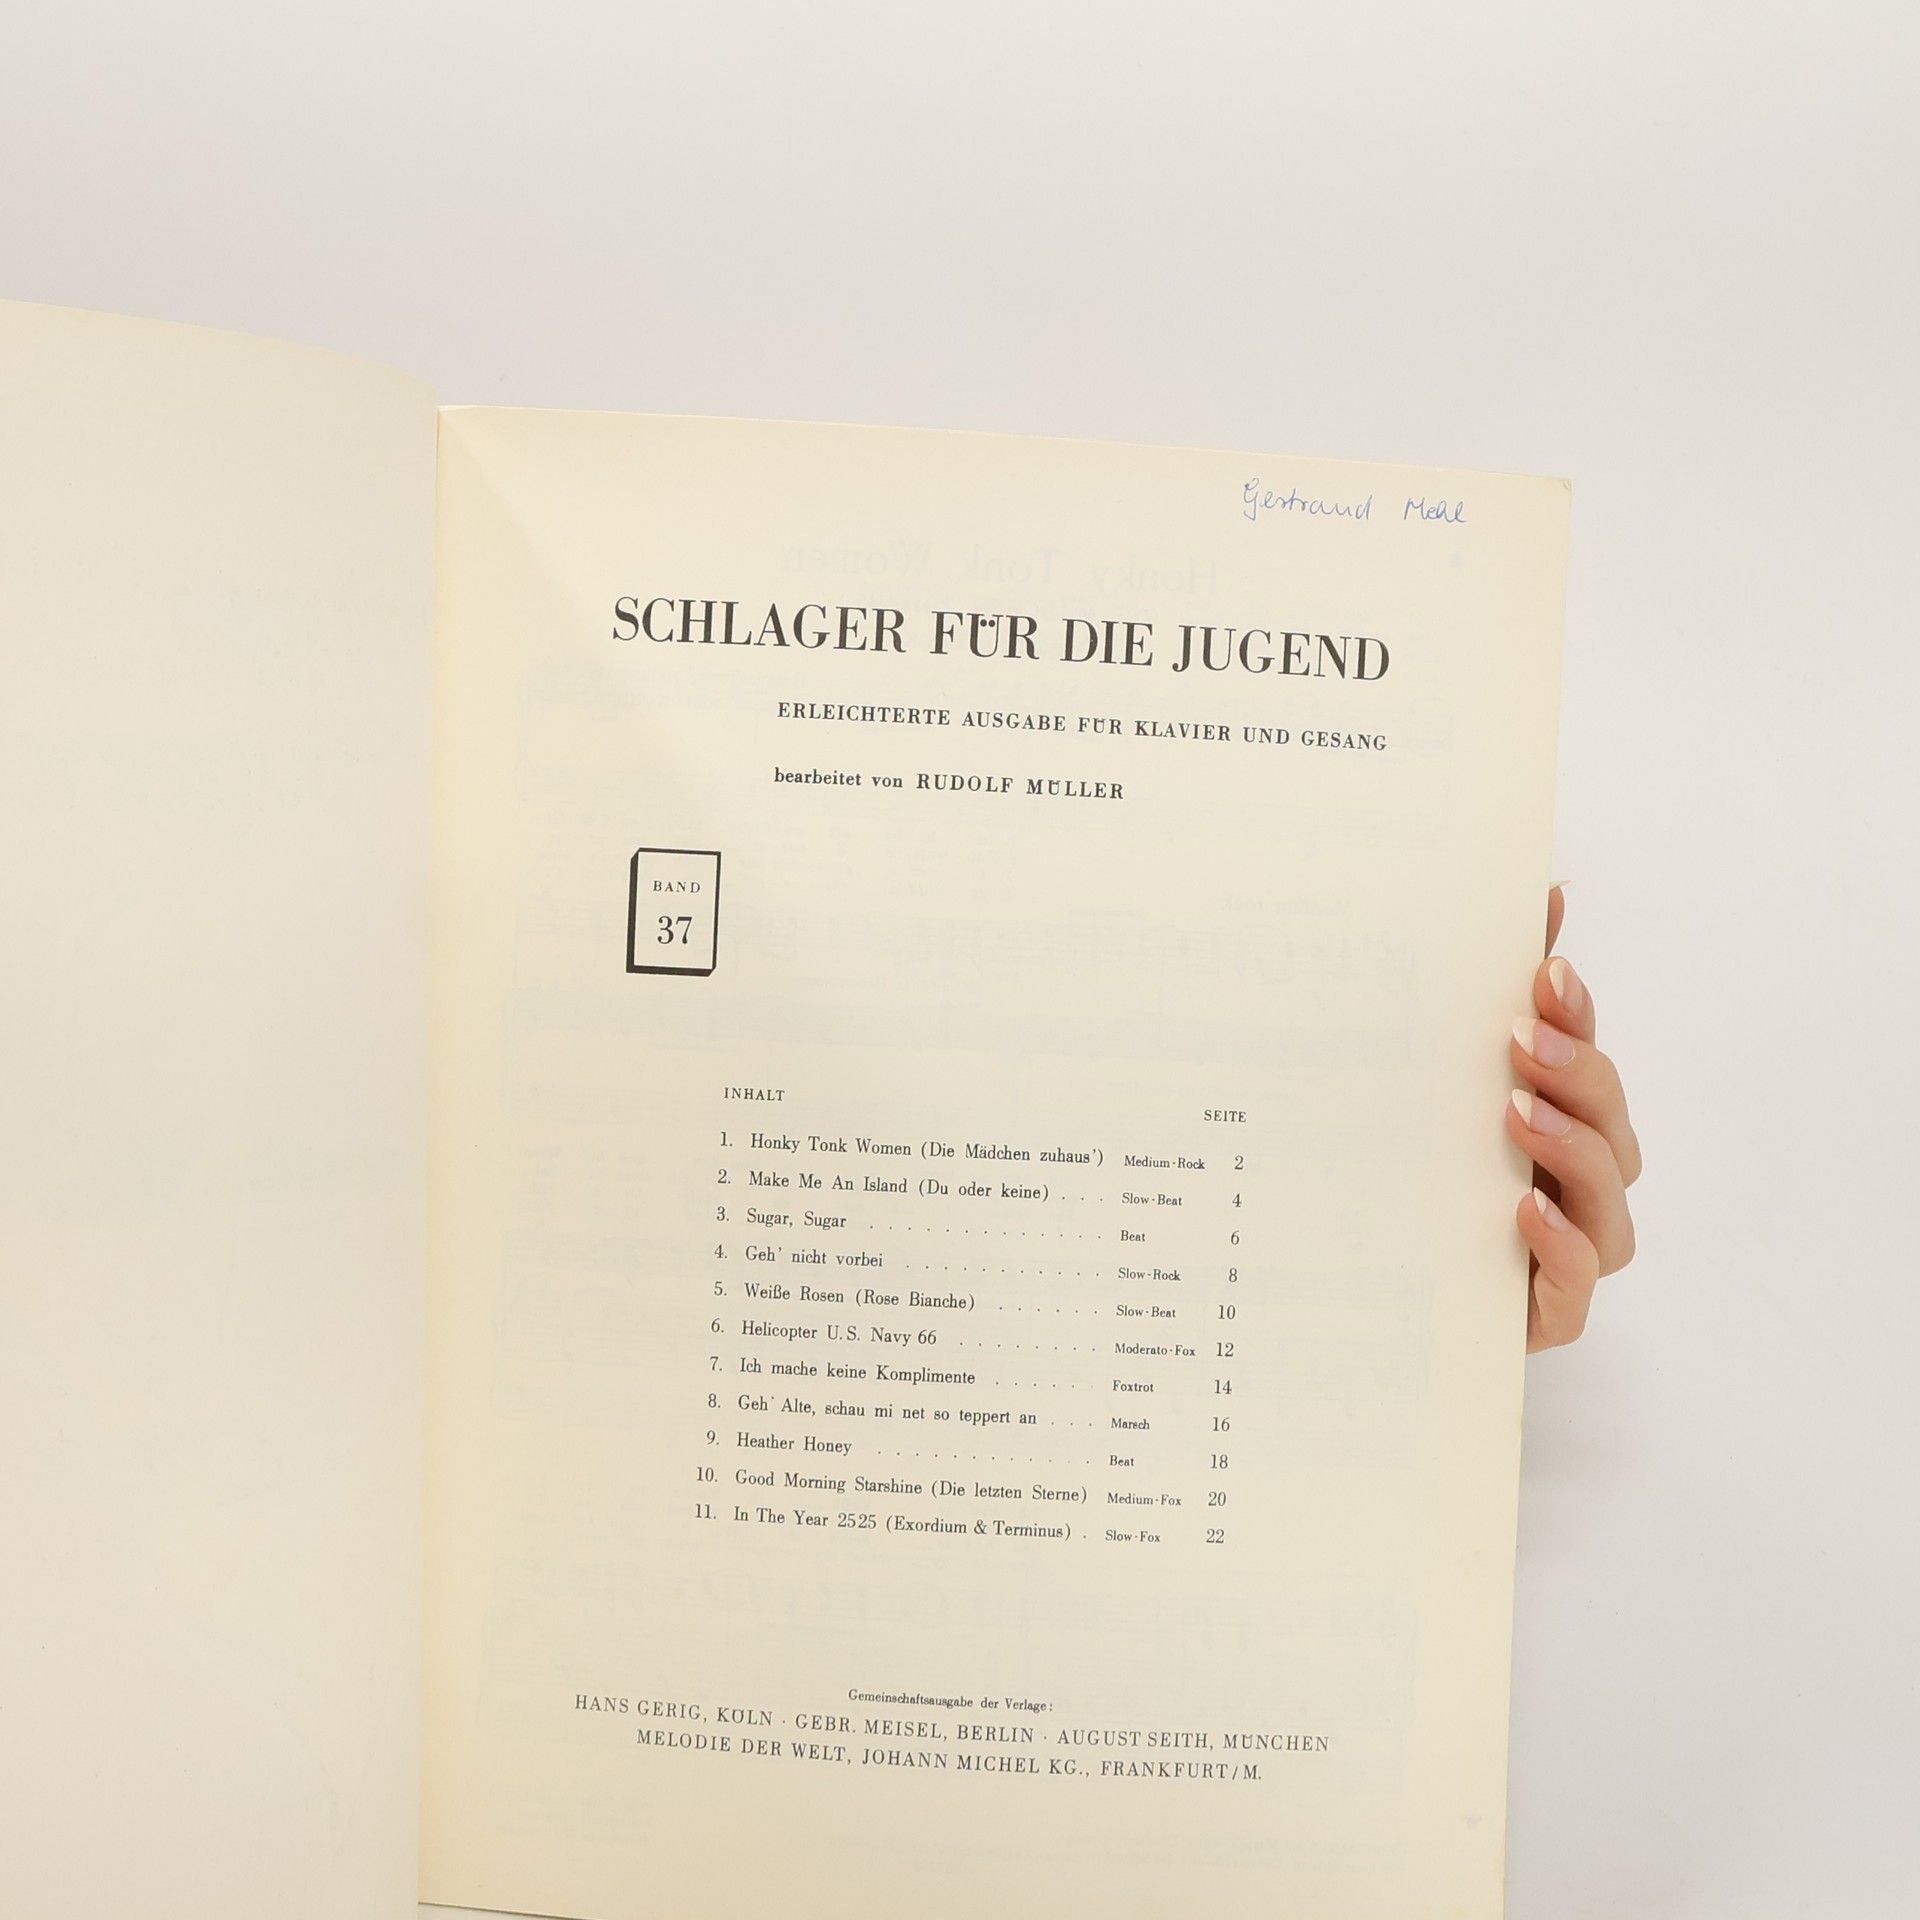 Gertraud Mehl
SCHLAGER FÜR DIE JUGEND
ERLEICHTERTE AUSGABE FÜR KLAVIER UND GESANG
bearbeitet von RUDOLF MÜLLER
BAND
37
INHALT SEITE
1. Honky Tonk Women (Die Mädchen zuhaus') Medium-Rock 2
2. Make Me An Island (Du oder keine) . . . Slow-Beat 4
3. Sugar, Sugar . . . . . . . . . . . . . Beat 6
4. Geh' nicht vorbei . . . . . . . . . . . Slow-Rock 8
5. Weiße Rosen (Rose Bianche) . . . . . . Slow-Beat 10
6. Helicopter U.S. Navy 66 . . . . . . . . Moderato-Fox 12
7. Ich mache keine Komplimente . . . . . Foxtrot 14
8. Geh' Alte, schau mi net so teppert an . . . Marsch 16
9. Heather Honey . . . . . . . . . . . . Beat 18
10. Good Morning Starshine (Die letzten Sterne) Medium-Fox 20
11. In The Year 2525 (Exordium & Terminus) . Slow-Fox 22
Gemeinschaftsausgabe der Verlage:
HANS GERIG, KÖLN · GEBR. MEISEL, BERLIN · AUGUST SEITH, MÜNCHEN
MELODIE DER WELT, JOHANN MICHEL KG., FRANKFURT/M.